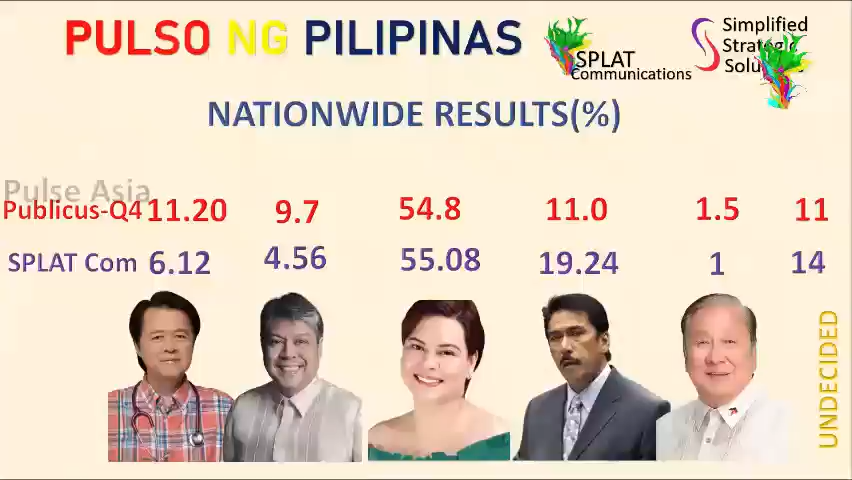 PULSO NG PILIPINAS
SPLAT
Communications
Simplified
Strategic
Solu
NATIONWIDE RESULTS(%)
Pulse Asia
Publicus-Q4 11.20 9.7 54.8 11.0 1.5 11
SPLAT Com 6.12 4.56 55.08 19.24 1 14
UNDECIDED